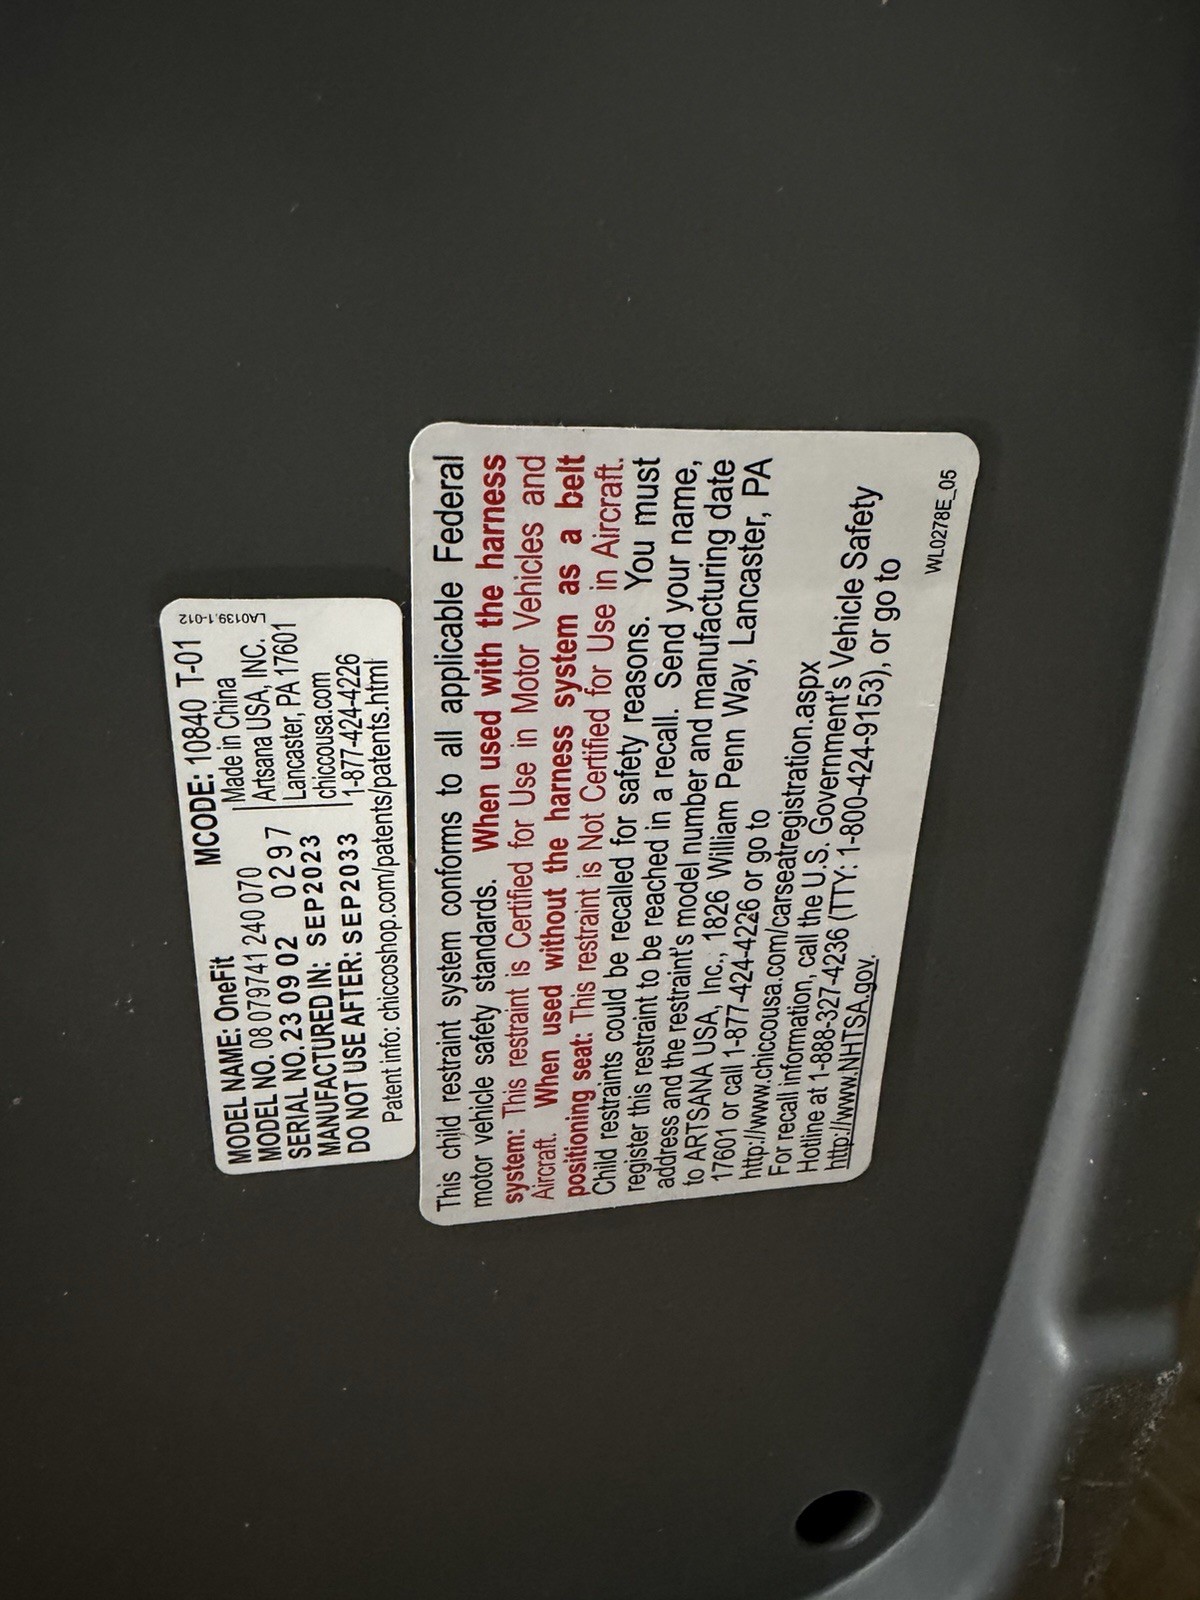 LA0139.1-012
MODEL NAME: OneFit MCODE: 10840 T-01
MODEL NO. 08 079741 240 070 Made in China
SERIAL NO. 23 09 02 0297 Artsana USA, INC.
MANUFACTURED IN: SEP2023 Lancaster, PA 17601
DO NOT USE AFTER: SEP2033 chiccousa.com
1-877-424-4226
Patent info: chiccoshop.com/patents/patents.html
This child restraint system conforms to all applicable Federal
motor vehicle safety standards. When used with the harness
system: This restraint is Certified for Use in Motor Vehicles and
Aircraft. When used without the harness system as a belt
positioning seat: This restraint is Not Certified for Use in Aircraft.
Child restraints could be recalled for safety reasons. You must
register this restraint to be reached in a recall. Send your name,
address and the restraint's model number and manufacturing date
to ARTSANA USA, Inc., 1826 William Penn Way, Lancaster, PA
17601 or call 1-877-424-4226 or go to
http://www.chiccousa.com/carseatregistration.aspx
For recall information, call the U.S. Government's Vehicle Safety
Hotline at 1-888-327-4236 (TTY: 1-800-424-9153), or go to
http://www.NHTSA.gov.
WL0278E_05